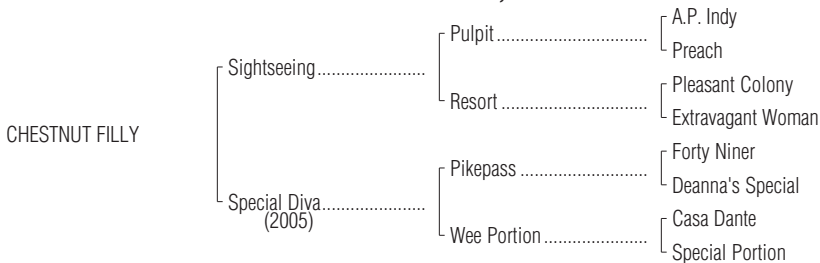 A.P. Indy
Pulpit
Preach
Sightseeing
Pleasant Colony
Resort
Extravagant Woman
CHESTNUT FILLY
Forty Niner
Pikepass
Deanna's Special
Special Diva
(2005)
Casa Dante
Wee Portion
Special Portion